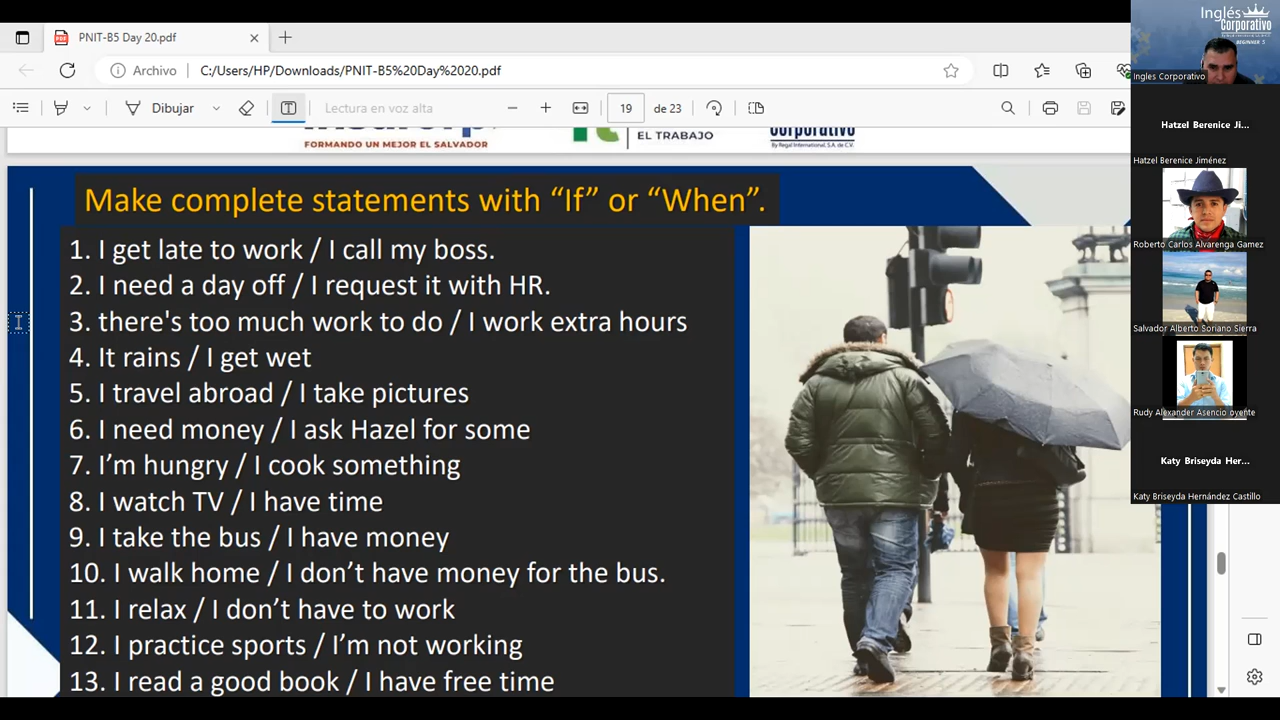 PNIT-B5 Day 20.pdf
Archivo
C:/Users/HP/Downloads/PNIT-B5%20Day%2020.pdf
Dibujar
Lectura en voz alta
19
de 23
FORMANDO UN MEJOR EL SALVADOR
EL TRABAJO
Corporativo
By Regal International, S.A. de C.V.
Make complete statements with “If” or “When”.
1. I get late to work / I call my boss.
2. I need a day off / I request it with HR.
3. there's too much work to do / I work extra hours
4. It rains / I get wet
5. I travel abroad / I take pictures
6. I need money / I ask Hazel for some
7. I’m hungry / I cook something
8. I watch TV / I have time
9. I take the bus / I have money
10. I walk home / I don’t have money for the bus.
11. I relax / I don’t have to work
12. I practice sports / I’m not working
13. I read a good book / I have free time
Inglés
Corporativo
BEGINNER 5
Ingles Corporativo
Hatzel Berenice Ji...
Hatzel Berenice Jiménez
Roberto Carlos Alvarenga Gamez
Salvador Alberto Soriano Sierra
Rudy Alexander Asencio oyente
Katy Briseyda Her...
Katy Briseyda Hernández Castillo